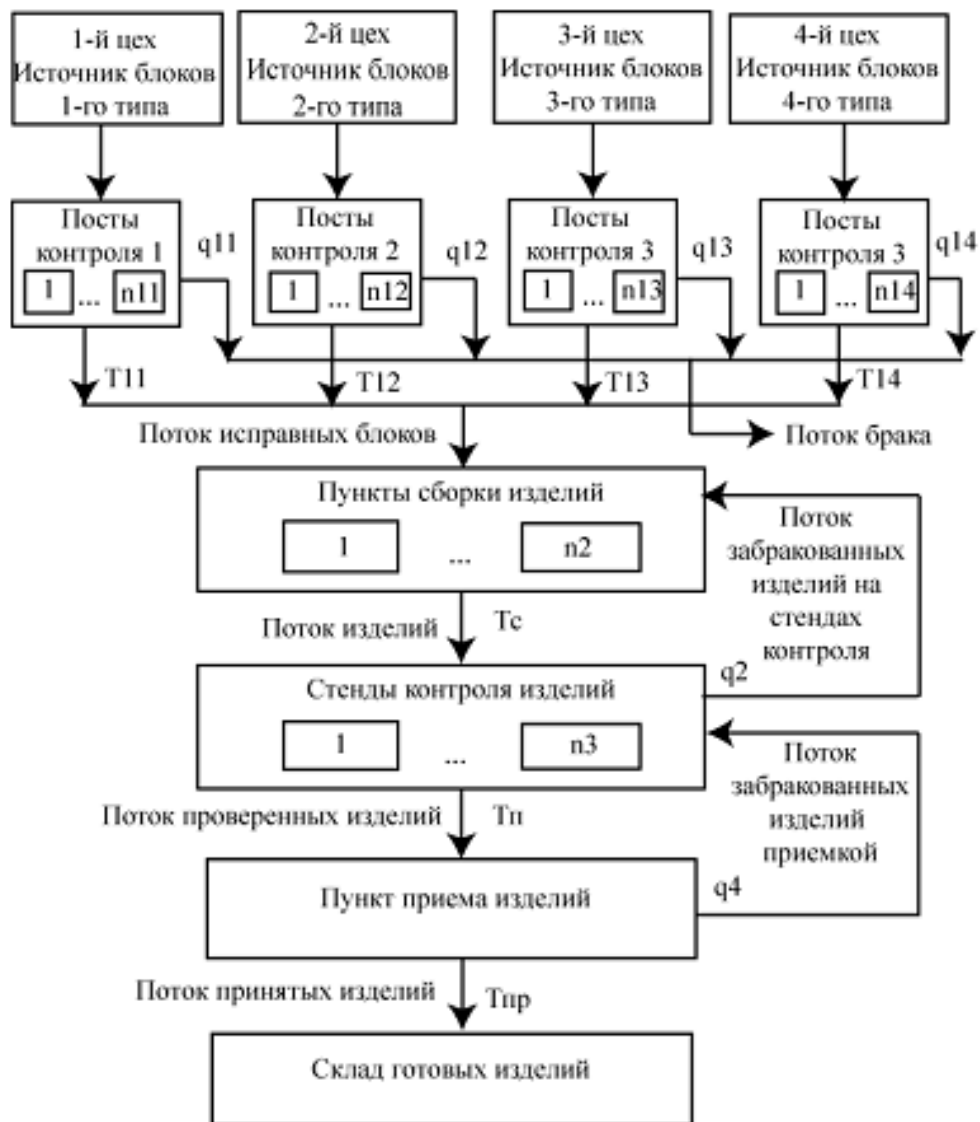 1-й цех
Источник блоков
1-го типа
2-й цех
Источник блоков
2-го типа
3-й цех
Источник блоков
3-го типа
4-й цех
Источник блоков
4-го типа
Посты
контроля 1
1 ... n11
q11
Посты
контроля 2
1 ... n12
q12
Посты
контроля 3
1 ... n13
q13
Посты
контроля 3
1 ... n14
q14
T11
T12
T13
T14
Поток исправных блоков
Поток брака
Пункты сборки изделий
1 ... n2
Поток
забракованных
изделий на
стендах
контроля
q2
Поток изделий
Тс
Стенды контроля изделий
1 ... n3
Поток
забракованных
изделий
приемкой
q4
Поток проверенных изделий
Тп
Пункт приема изделий
Поток принятых изделий
Тпр
Склад готовых изделий